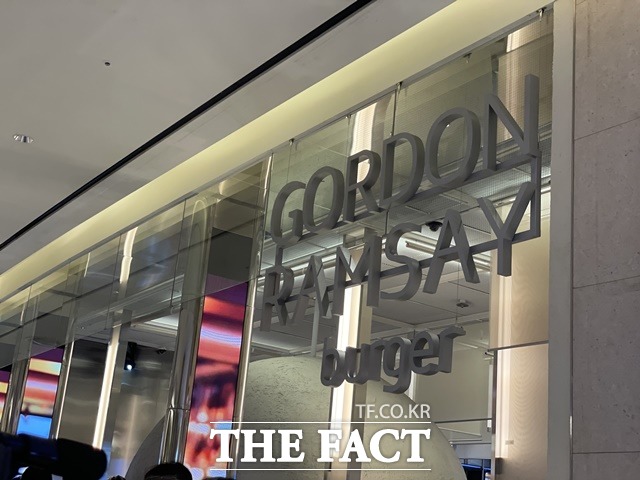 GORDON
RAMSAY
burger
TF.CO.KR
THE FACT